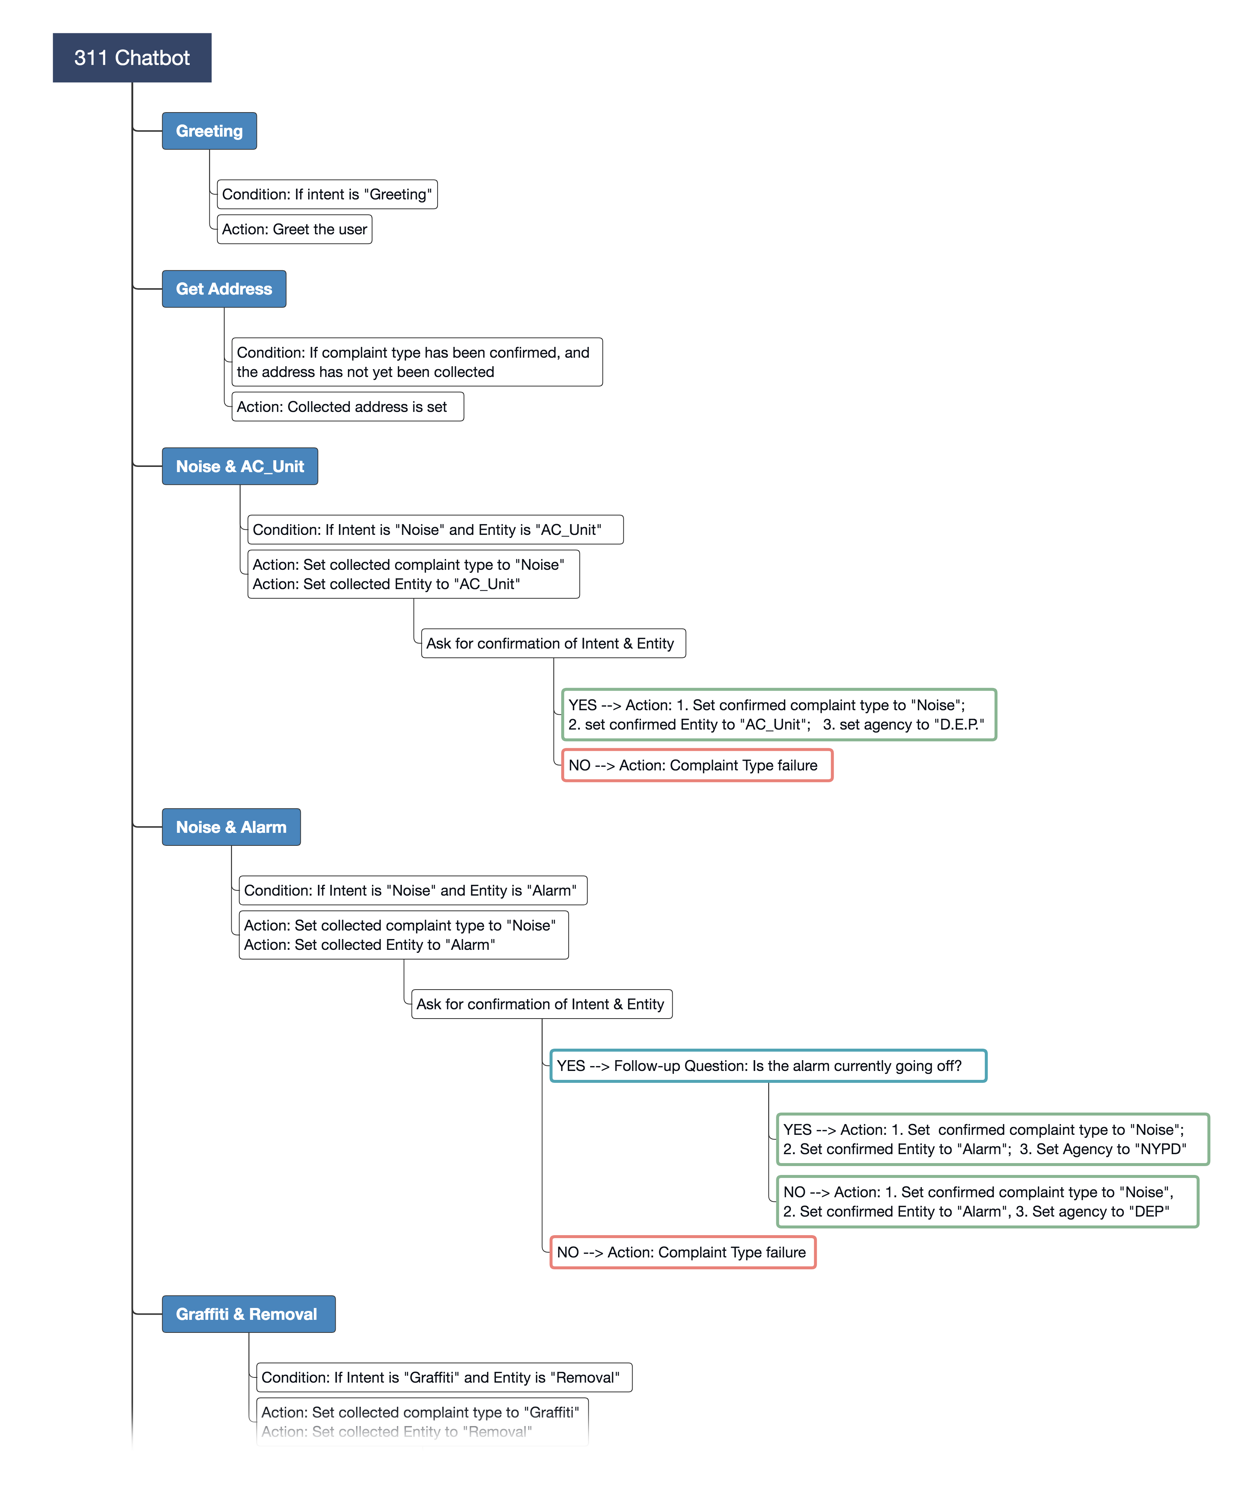 311 Chatbot
Greeting
Condition: If intent is "Greeting"
Action: Greet the user
Get Address
Condition: If complaint type has been confirmed, and
the address has not yet been collected
Action: Collected address is set
Noise & AC_Unit
Condition: If Intent is "Noise" and Entity is "AC_Unit"
Action: Set collected complaint type to "Noise"
Action: Set collected Entity to "AC_Unit"
Ask for confirmation of Intent & Entity
YES --> Action: 1. Set confirmed complaint type to "Noise";
2. set confirmed Entity to "AC_Unit";   3. set agency to "D.E.P."
NO --> Action: Complaint Type failure
Noise & Alarm
Condition: If Intent is "Noise" and Entity is "Alarm"
Action: Set collected complaint type to "Noise"
Action: Set collected Entity to "Alarm"
Ask for confirmation of Intent & Entity
YES --> Follow-up Question: Is the alarm currently going off?
YES --> Action: 1. Set  confirmed complaint type to "Noise";
2. Set confirmed Entity to "Alarm";  3. Set Agency to "NYPD"
NO --> Action: 1. Set confirmed complaint type to "Noise",
2. Set confirmed Entity to "Alarm", 3. Set agency to "DEP"
NO --> Action: Complaint Type failure
Graffiti & Removal
Condition: If Intent is "Graffiti" and Entity is "Removal"
Action: Set collected complaint type to "Graffiti"
Action: Set collected Entity to "Removal"